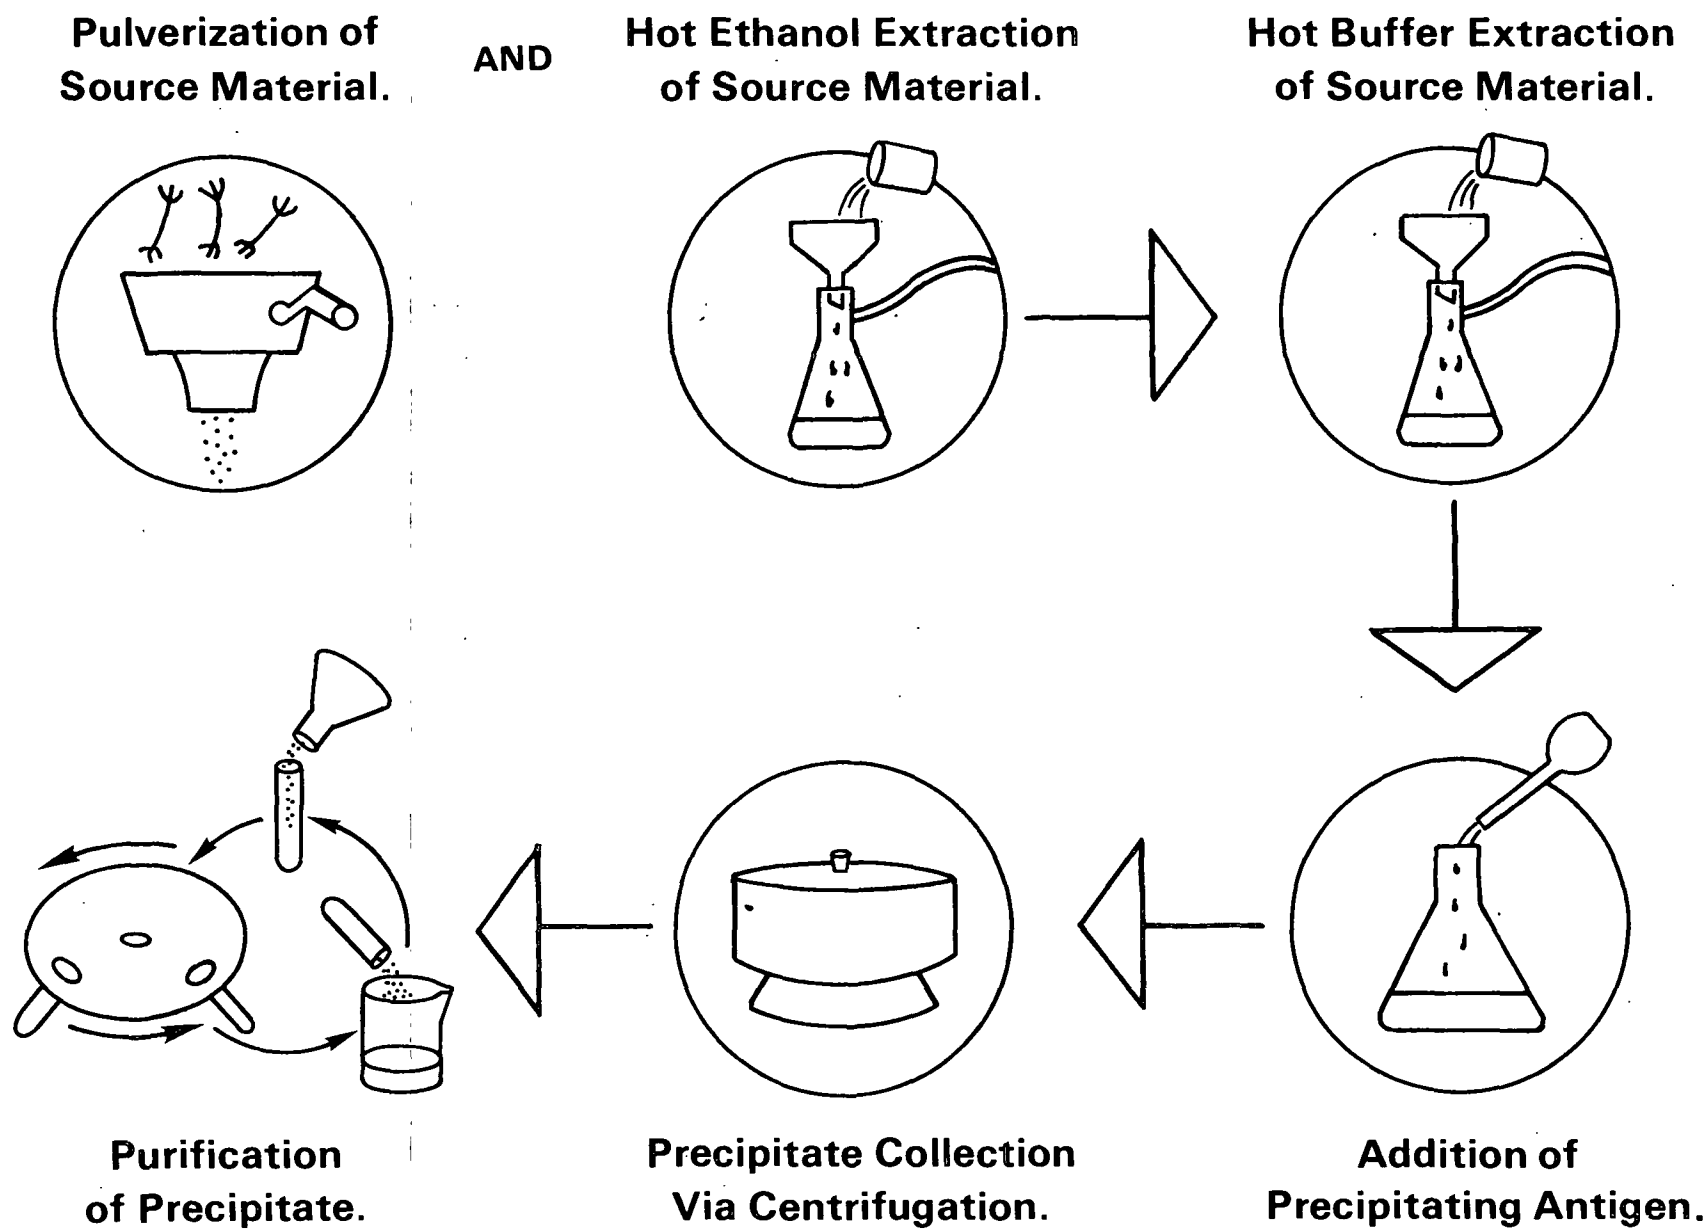 Pulverization of
Source Material.
AND
Hot Ethanol Extraction
of Source Material.
Hot Buffer Extraction
of Source Material.
Purification
of Precipitate.
Precipitate Collection
Via Centrifugation.
Addition of
Precipitating Antigen.